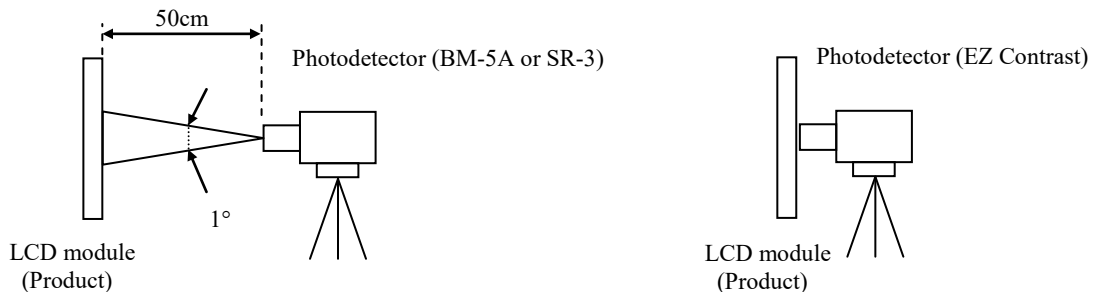 50cm
Photodetector (BM-5A or SR-3)
1°
LCD module
(Product)
Photodetector (EZ Contrast)
LCD module
(Product)